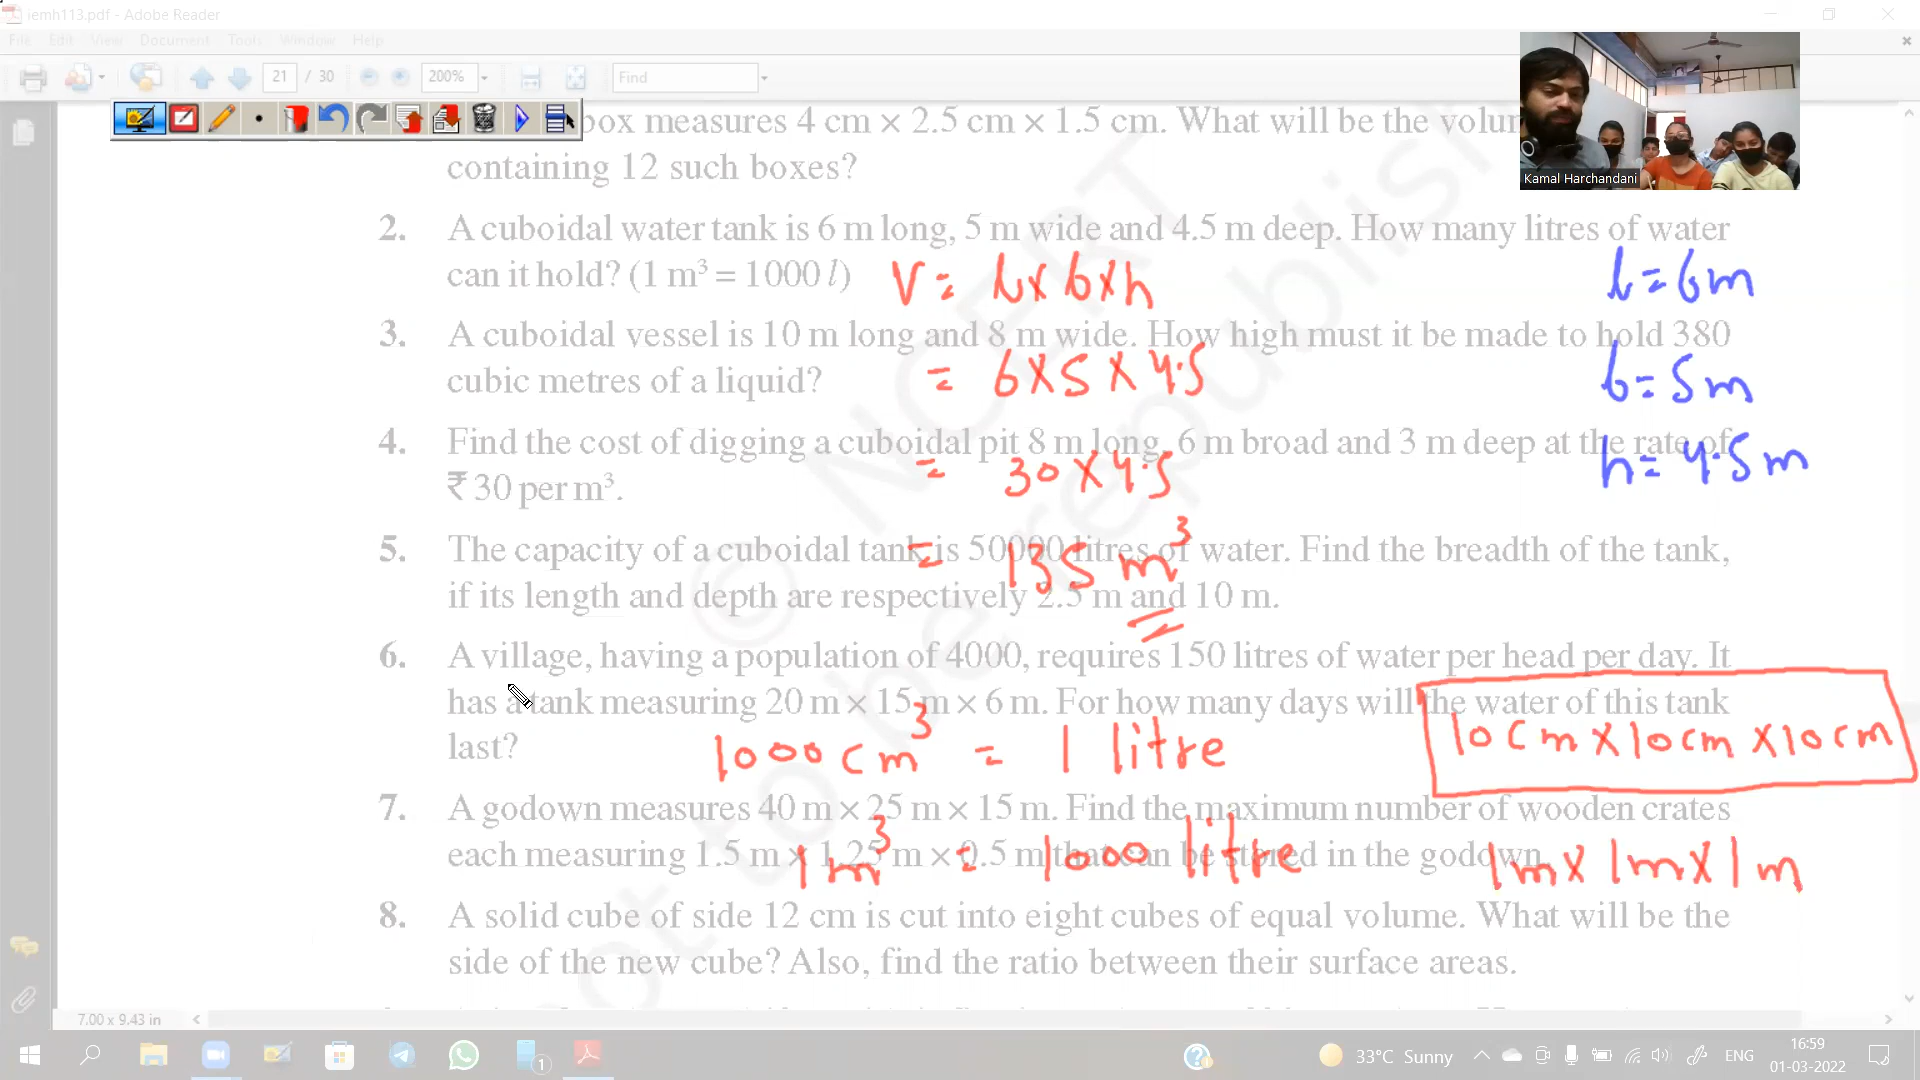 iemh113.pdf - Adobe Reader
File Edit View Document Tools Window Help
21 / 30 200% Find
Kamal Harchandani
box measures 4 cm × 2.5 cm × 1.5 cm. What will be the volu
containing 12 such boxes?
2. A cuboidal water tank is 6 m long, 5 m wide and 4.5 m deep. How many litres of water
can it hold? (1 m³ = 1000 l)
V = l x b x h
l = 6m
3. A cuboidal vessel is 10 m long and 8 m wide. How high must it be made to hold 380
cubic metres of a liquid?
= 6 x 5 x 4.5
b = 5m
4. Find the cost of digging a cuboidal pit 8 m long, 6 m broad and 3 m deep at the rate of
₹ 30 per m³.
= 30 x 4.5
h = 4.5m
5. The capacity of a cuboidal tank is 50000 litres of water. Find the breadth of the tank,
if its length and depth are respectively 2.5 m and 10 m.
= 135 m³
6. A village, having a population of 4000, requires 150 litres of water per head per day. It
has a tank measuring 20 m × 15 m × 6 m. For how many days will the water of this tank
last?
1000 cm³ = 1 litre
10cm x 10cm x 10cm
7. A godown measures 40 m × 25 m × 15 m. Find the maximum number of wooden crates
each measuring 1.5 m × 1.25 m × 0.5 m that can be stored in the godown.
1m³ = 1000 litre
1m x 1m x 1m
8. A solid cube of side 12 cm is cut into eight cubes of equal volume. What will be the
side of the new cube? Also, find the ratio between their surface areas.
© NCERT
not to be republish
7.00 x 9.43 in
1
33°C Sunny
ENG
16:59
01-03-2022